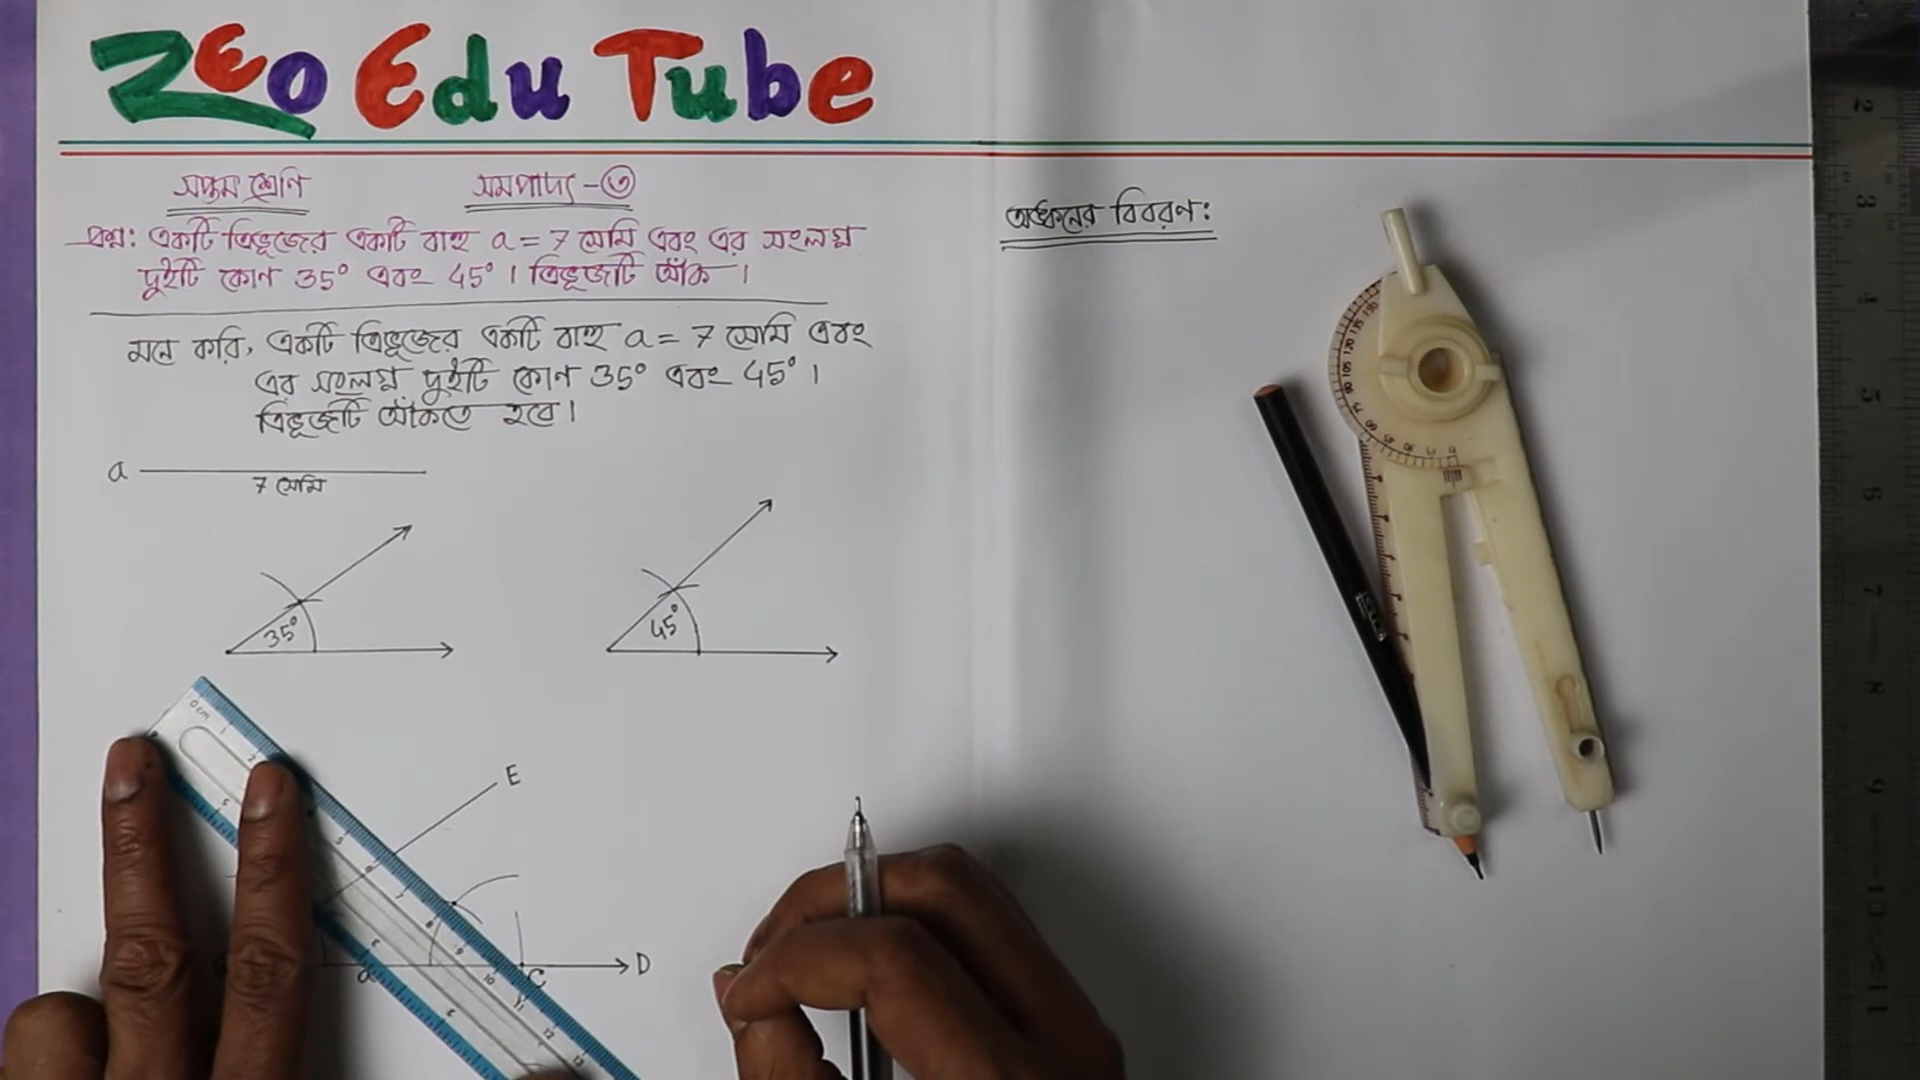 Zeo Edu Tube
সপ্তম শ্রেণি
সমপাদ্য-৩
প্রশ্ন: একটি ত্রিভূজের একটি বাহু a = 7 সেমি এবং এর সংলগ্ন
দুইটি কোণ 35° এবং 45°। ত্রিভূজটি আঁক।
মনে করি, একটি ত্রিভূজের একটি বাহু a = 7 সেমি এবং
এর সংলগ্ন দুইটি কোণ 35° এবং 45°।
ত্রিভূজটি আঁকতে হবে।
a
7 সেমি
35°
45°
E
a
C
D
অঙ্কনের বিবরণ: